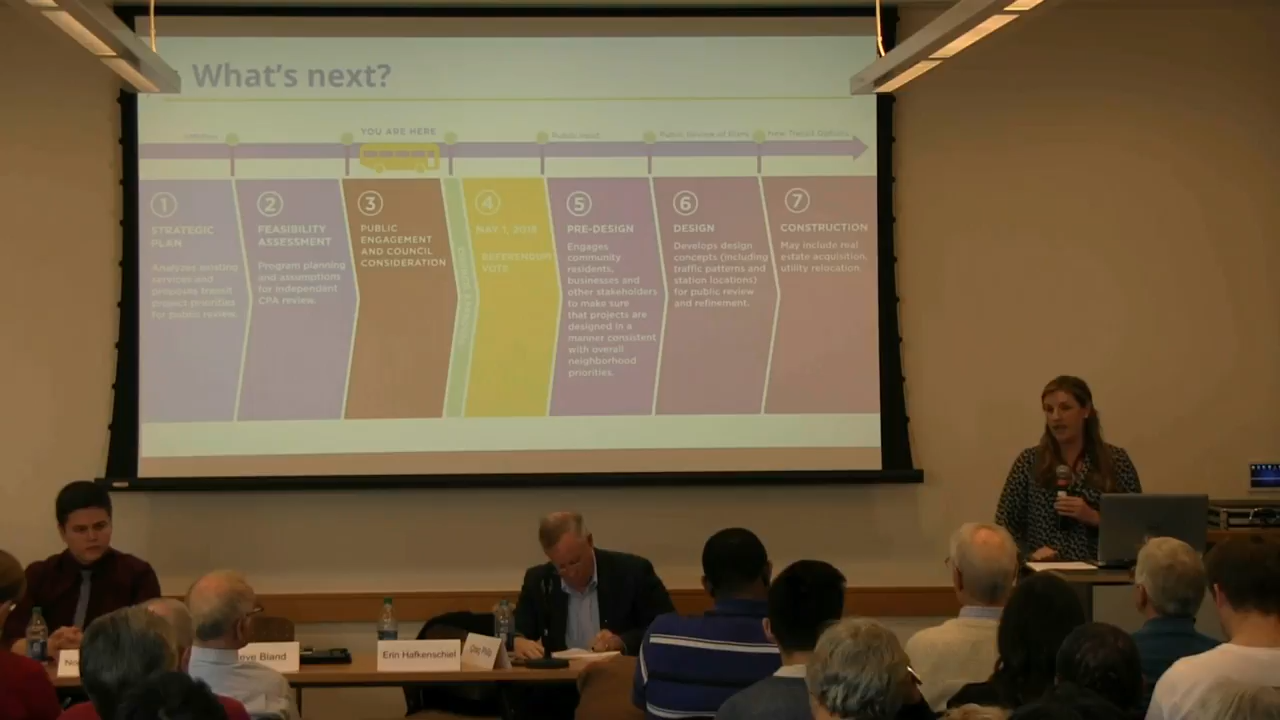 What's next?
YOU ARE HERE
Public Input
Public Review of Plans
New Transit Options
1
STRATEGIC
PLAN
Analyzes existing
services and
proposes transit
project priorities
for public review.
2
FEASIBILITY
ASSESSMENT
Program planning
and assumptions
for independent
CPA review.
3
PUBLIC
ENGAGEMENT
AND COUNCIL
CONSIDERATION
4
MAY 1, 2018
REFERENDUM
VOTE
5
PRE-DESIGN
Engages
community
residents,
businesses and
other stakeholders
to make sure
that projects are
designed in a
manner consistent
with overall
neighborhood
priorities.
6
DESIGN
Develops design
concepts (including
traffic patterns and
station locations)
for public review
and refinement.
7
CONSTRUCTION
May include real
estate acquisition,
utility relocation.
Bland
Erin Hafkenschiel